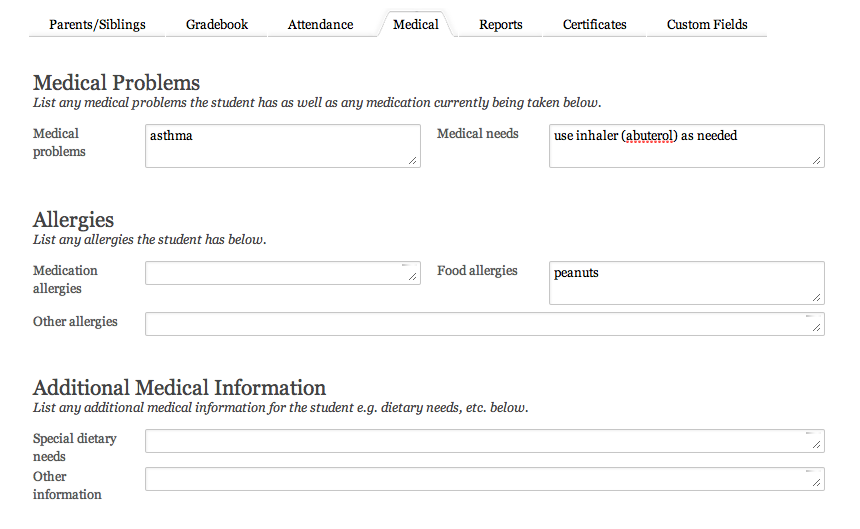 Parents/Siblings Gradebook Attendance Medical Reports Certificates Custom Fields
Medical Problems
List any medical problems the student has as well as any medication currently being taken below.
Medical problems
asthma
Medical needs
use inhaler (abuterol) as needed
Allergies
List any allergies the student has below.
Medication allergies
Food allergies
peanuts
Other allergies
Additional Medical Information
List any additional medical information for the student e.g. dietary needs, etc. below.
Special dietary needs
Other information